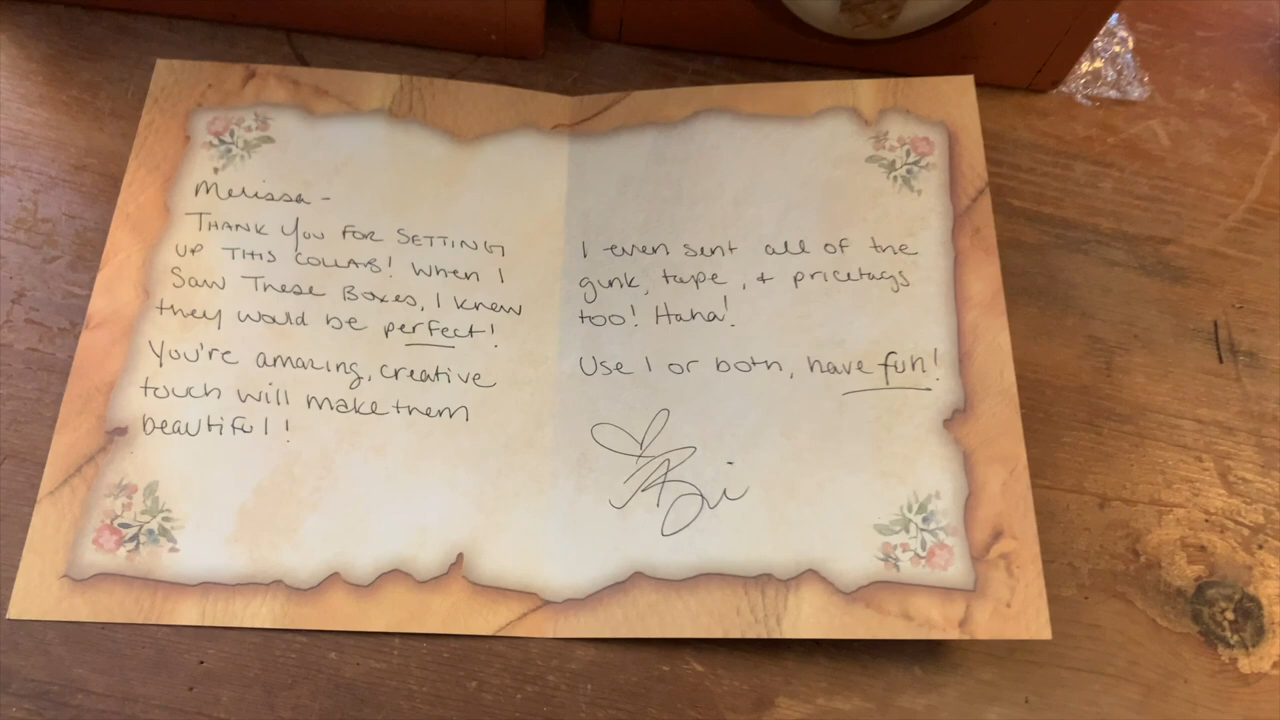 Melissa -
THANK YOU FOR SETTING
UP THIS COLLAB! WHEN I
SAW THESE BOXES, I KNEW
they would be perfect!
You're amazing, creative
touch will make them
beautiful!
I even sent all of the
gunk, tape, & pricetags
too! Haha!
Use 1 or both, have fun!